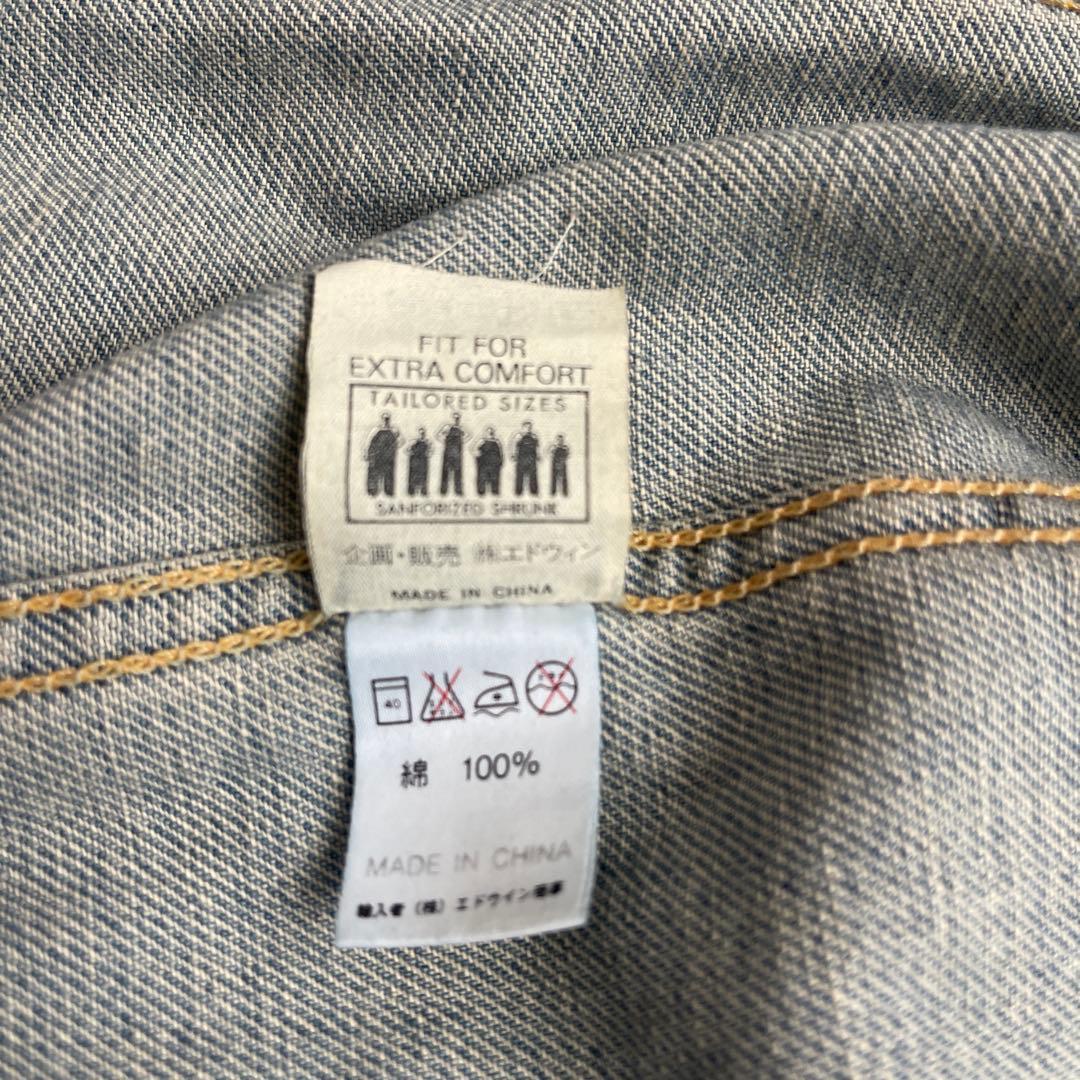 FIT FOR
EXTRA COMFORT
TAILORED SIZES
SANFORIZED SHRUNK
企画・販売 ㈱エドウィン
MADE IN CHINA
40
綿 100%
MADE IN CHINA
輸入者 (株) エドウイン商事